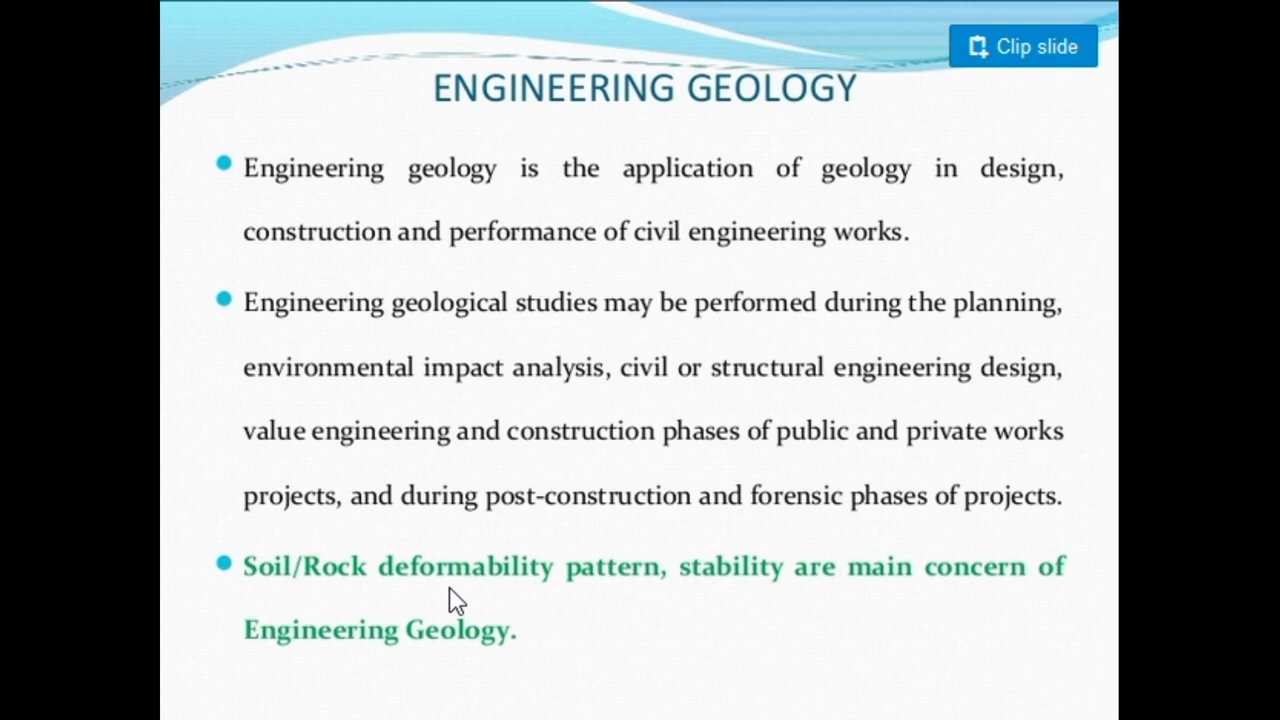 Clip slide
ENGINEERING GEOLOGY
Engineering geology is the application of geology in design,
construction and performance of civil engineering works.
Engineering geological studies may be performed during the planning,
environmental impact analysis, civil or structural engineering design,
value engineering and construction phases of public and private works
projects, and during post-construction and forensic phases of projects.
Soil/Rock deformability pattern, stability are main concern of
Engineering Geology.